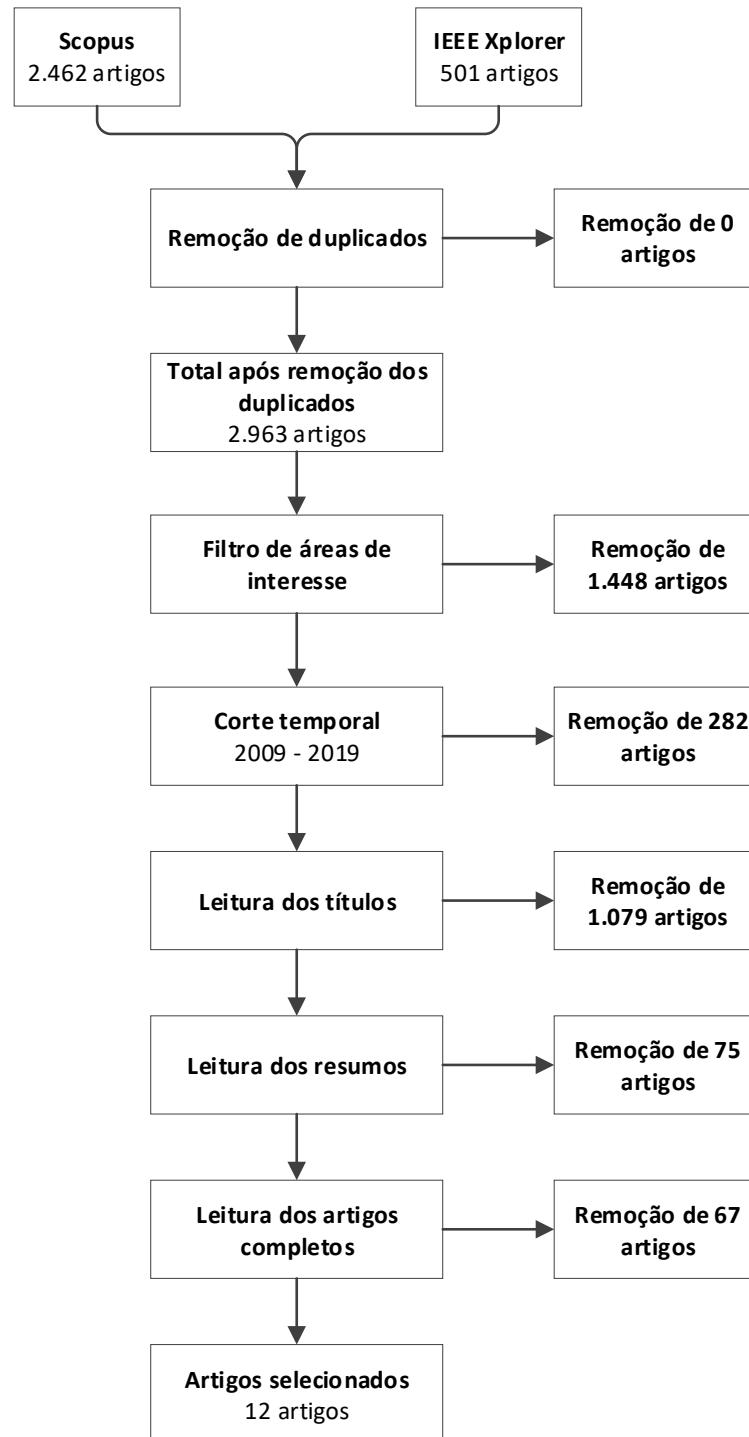 Scopus
2.462 artigos
IEEE Xplorer
501 artigos
Remoção de duplicados
Remoção de 0
artigos
Total após remoção dos
duplicados
2.963 artigos
Filtro de áreas de
interesse
Remoção de
1.448 artigos
Corte temporal
2009 - 2019
Remoção de 282
artigos
Leitura dos títulos
Remoção de
1.079 artigos
Leitura dos resumos
Remoção de 75
artigos
Leitura dos artigos
completos
Remoção de 67
artigos
Artigos selecionados
12 artigos